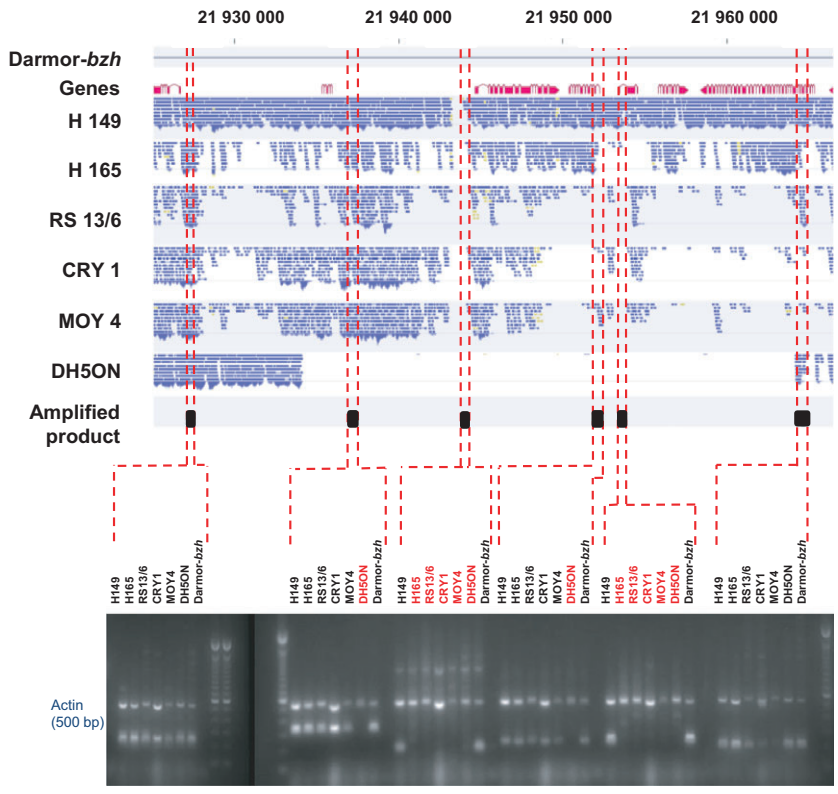 21 930 000 21 940 000 21 950 000 21 960 000
Darmor-bzh
Genes
H 149
H 165
RS 13/6
CRY 1
MOY 4
DH5ON
Amplified
product
H149
H165
RS13/6
CRY1
MOY4
DH5ON
Darmor-bzh
H149
H165
RS13/6
CRY1
MOY4
DH5ON
Darmor-bzh
H149
H165
RS13/6
CRY1
MOY4
DH5ON
Darmor-bzh
H149
H165
RS13/6
CRY1
MOY4
DH5ON
Darmor-bzh
H149
H165
RS13/6
CRY1
MOY4
DH5ON
Darmor-bzh
H149
H165
RS13/6
CRY1
MOY4
DH5ON
Darmor-bzh
Actin
(500 bp)